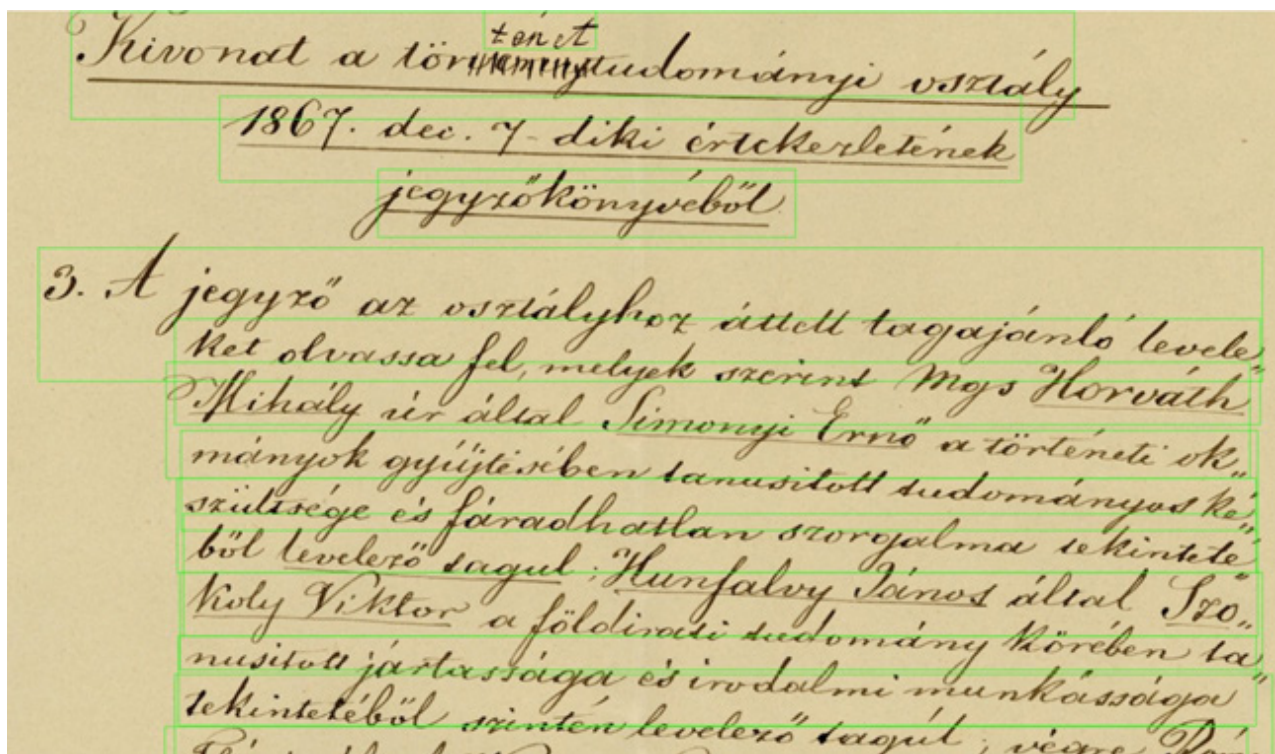 ténet
Kivonat a törtudományi osztály
1867. dec. 7-diki értekezletének
jegyzőkönyvéből
3. A jegyző az osztályhoz áttett tagajánló levele„
ket olvassa fel, melyek szerint Mgs Horváth
Mihály úr által Simonyi Ernő a történeti ok„
mányok gyűjtésében tanusitott tudományos ké„
szültsége és fáradhatlan szorgalma tekinteté„
ből levelező tagul; Hunfalvy János által Szo„
koly Viktor a földirati tudomány körében ta„
nusitott jártassága és irodalmi munkássága
tekintetéből szintén levelező tagúl; végre